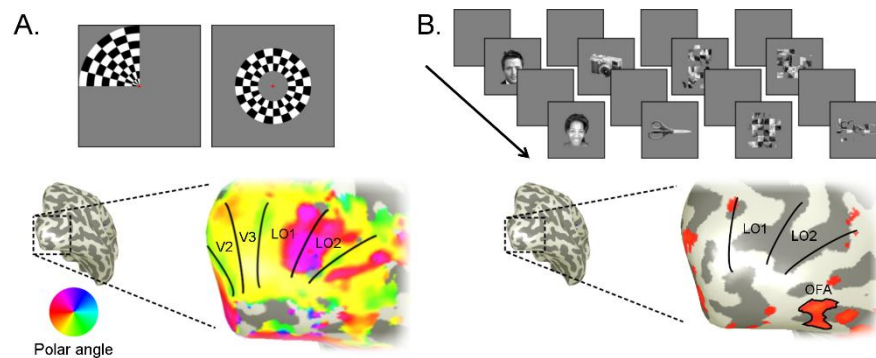 A.
B.
V2
V3
LO1
LO2
Polar angle
LO1
LO2
OFA